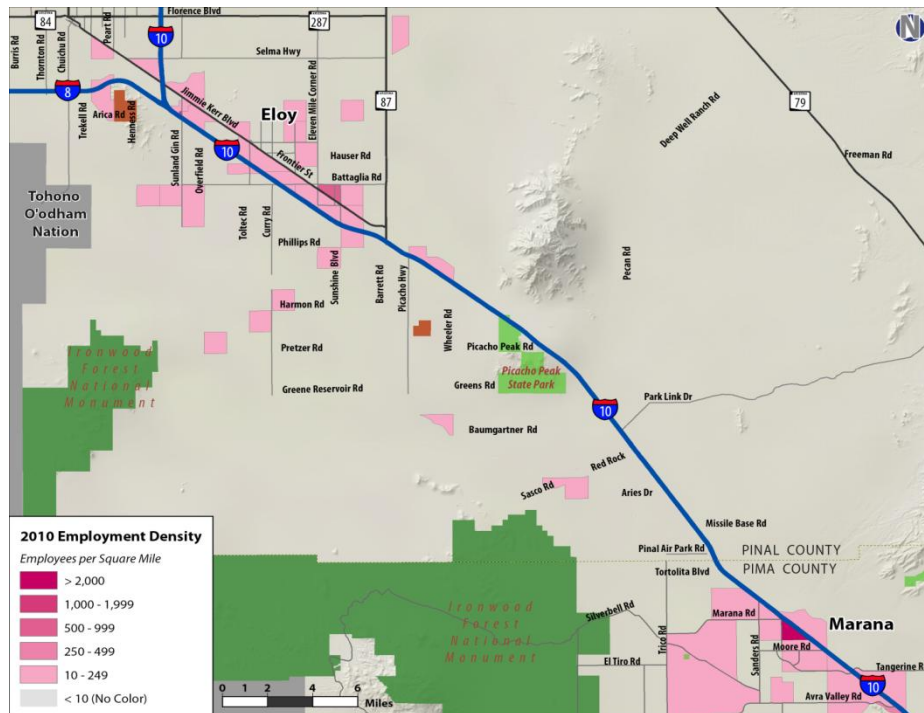 84
Florence Blvd
287
Burris Rd
Thornton Rd
Chuichu Rd
Peart Rd
10
Selma Hwy
N
8
Trekell Rd
Arica Rd
Henness Rd
Jimmie Kerr Blvd
Eleven Mile Corner Rd
87
79
Deep Well Ranch Rd
Freeman Rd
Eloy
Sunland Gin Rd
Overfield Rd
10
Frontier St
Hauser Rd
Battaglia Rd
Tohono
O'odham
Nation
Toltec Rd
Curry Rd
Phillips Rd
Sunshine Blvd
Barrett Rd
Picacho Hwy
Pecan Rd
Harmon Rd
Wheeler Rd
Pretzer Rd
Picacho Peak Rd
Ironwood
Forest
National
Monument
Greene Reservoir Rd
Greens Rd
Picacho Peak
State Park
10
Park Link Dr
Baumgartner Rd
Red Rock
Sasco Rd
Aries Dr
Missile Base Rd
Pinal Air Park Rd
PINAL COUNTY
PIMA COUNTY
Tortolita Blvd
2010 Employment Density
Employees per Square Mile
> 2,000
1,000 - 1,999
500 - 999
250 - 499
10 - 249
< 10 (No Color)
Ironwood
Forest
National
Monument
Silverbell Rd
Trico Rd
Marana Rd
Sanders Rd
Marana
Moore Rd
El Tiro Rd
Tangerine R
10
Avra Valley Rd
0 2 4 6
Miles